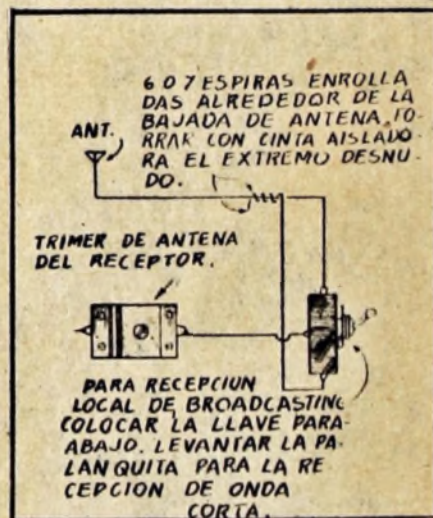 6 O 7 ESPIRAS ENROLLA
DAS ALREDEDOR DE LA
BAJADA DE ANTENA, FO-
RRAR CON CINTA AISLADO-
RA EL EXTREMO DESNU-
DO.
ANT.
TRIMER DE ANTENA
DEL RECEPTOR.
PARA RECEPCIUN
LOCAL DE BROADCASTING
COLOCAR LA LLAVE PARA
ABAJO. LEVANTAR LA PA-
LANQUITA PARA LA RE
CEPCION DE ONDA
CORTA.